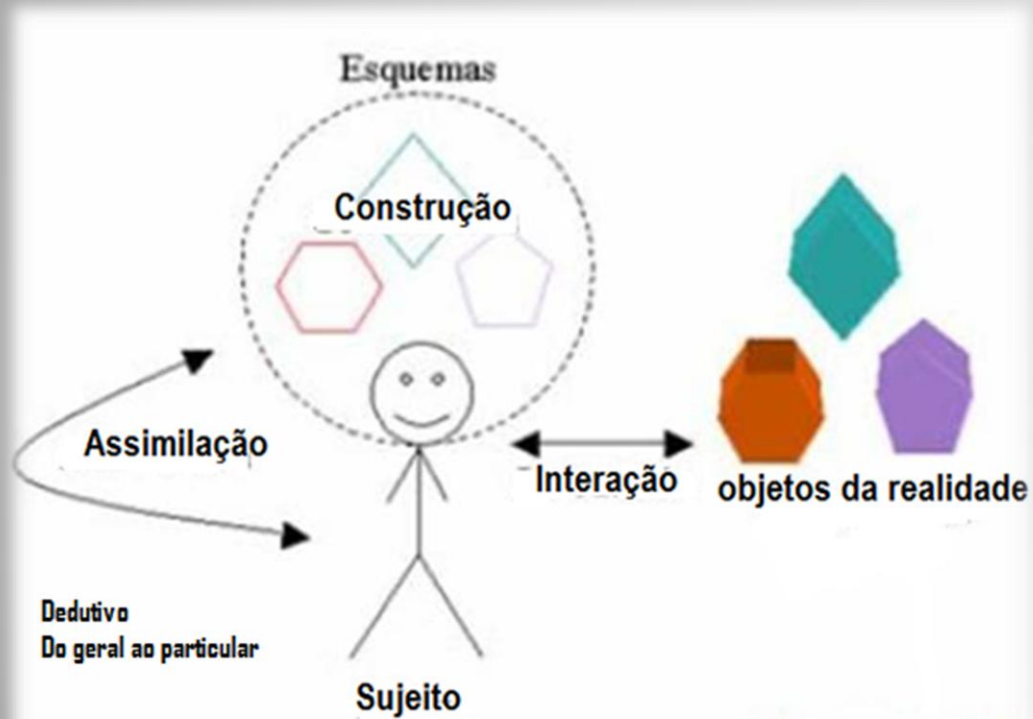 Esquemas
Construção
Assimilação
Interação
objetos da realidade
Dedutivo
Do geral ao particular
Sujeito